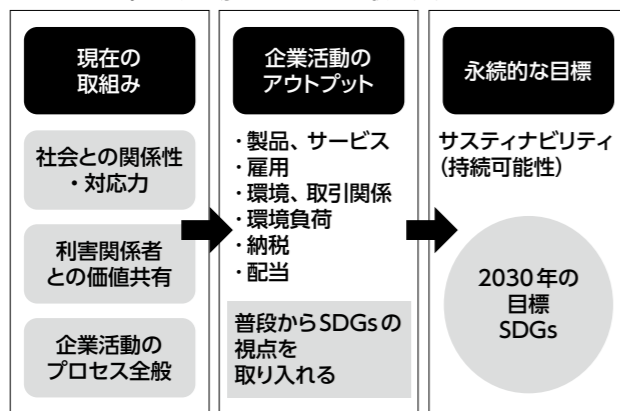 現在の
取組み
社会との関係性
・対応力
利害関係者
との価値共有
企業活動の
プロセス全般
企業活動の
アウトプット
・製品、サービス
・雇用
・環境、取引関係
・環境負荷
・納税
・配当
普段からSDGsの
視点を
取り入れる
永続的な目標
サスティナビリティ
(持続可能性)
2030年の
目標
SDGs